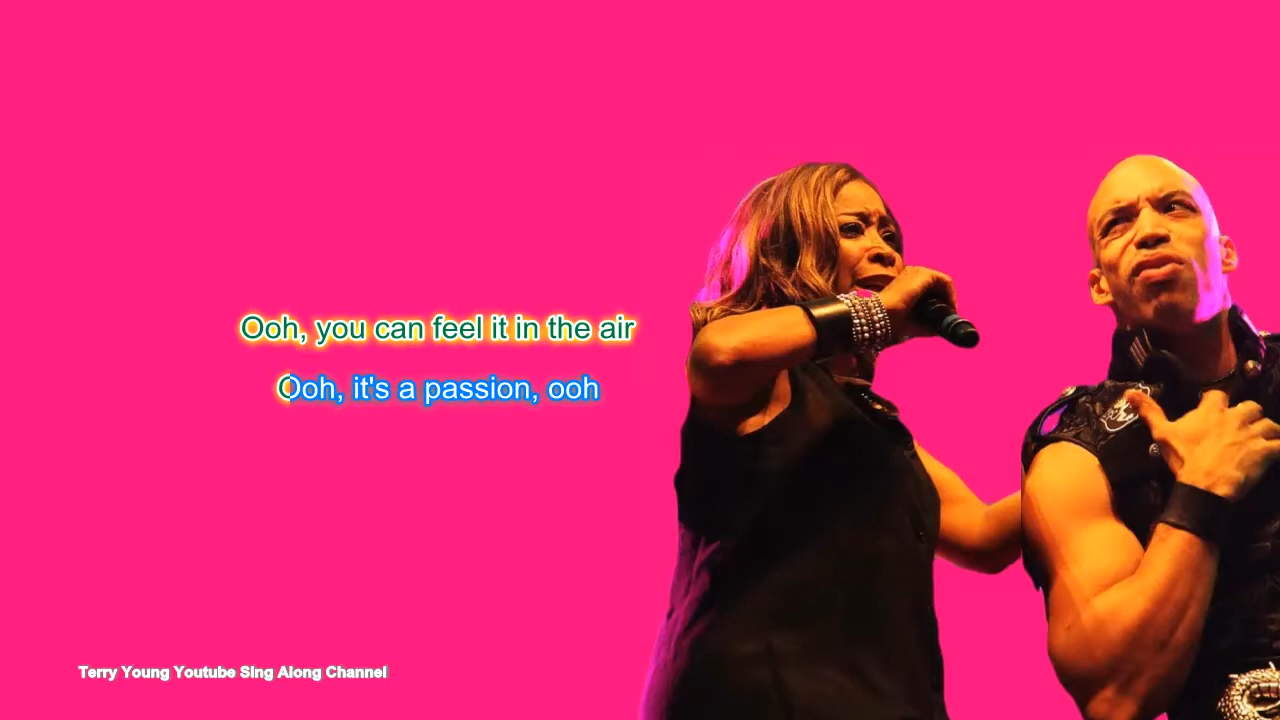 Ooh, you can feel it in the air
Ooh, it's a passion, ooh
Terry Young Youtube Sing Along Channel